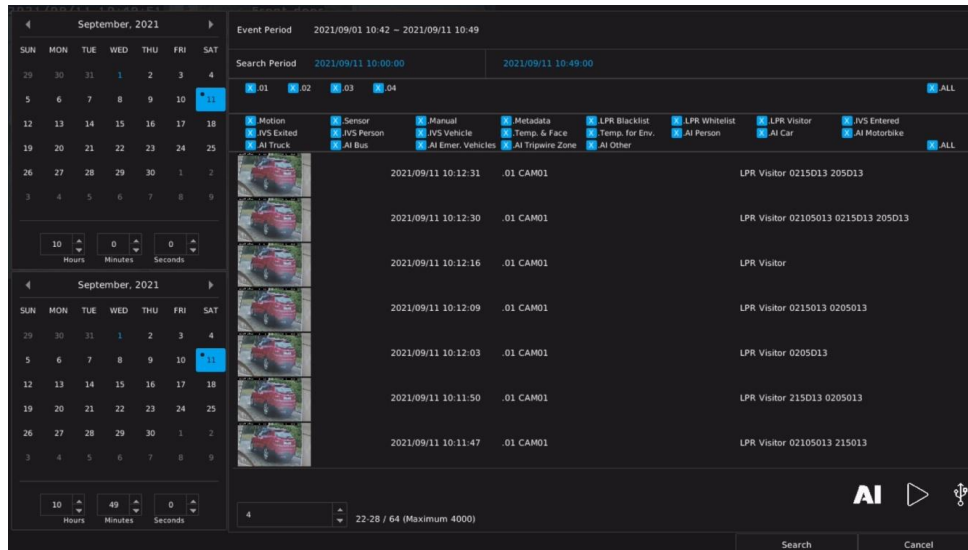 September, 2021
SUN MON TUE WED THU FRI SAT
29 30 31 1 2 3 4
5 6 7 8 9 10 11
12 13 14 15 16 17 18
19 20 21 22 23 24 25
26 27 28 29 30 1 2
3 4 5 6 7 8 9
10 0 0
Hours Minutes Seconds
September, 2021
SUN MON TUE WED THU FRI SAT
29 30 31 1 2 3 4
5 6 7 8 9 10 11
12 13 14 15 16 17 18
19 20 21 22 23 24 25
26 27 28 29 30 1 2
3 4 5 6 7 8 9
10 49 0
Hours Minutes Seconds
Event Period 2021/09/01 10:42 ~ 2021/09/11 10:49
Search Period 2021/09/11 10:00:00 2021/09/11 10:49:00
X .01 X .02 X .03 X .04 X .ALL
X .Motion X .Sensor X .Manual X .Metadata X .LPR Blacklist X .LPR Whitelist X .LPR Visitor X .IVS Entered
X .IVS Exited X .IVS Person X .IVS Vehicle X .Temp. & Face X .Temp. for Env. X .AI Person X .AI Car X .AI Motorbike
X .AI Truck X .AI Bus X .AI Emer. Vehicles X .AI Tripwire Zone X .AI Other X .ALL
2021/09/11 10:12:31 .01 CAM01 LPR Visitor 0215D13 205D13
2021/09/11 10:12:30 .01 CAM01 LPR Visitor 02105013 0215D13 205D13
2021/09/11 10:12:16 .01 CAM01 LPR Visitor
2021/09/11 10:12:09 .01 CAM01 LPR Visitor 0215013 0205013
2021/09/11 10:12:03 .01 CAM01 LPR Visitor 0205D13
2021/09/11 10:11:50 .01 CAM01 LPR Visitor 215D13 0205013
2021/09/11 10:11:47 .01 CAM01 LPR Visitor 02105013 215013
AI
4 22-28 / 64 (Maximum 4000)
Search Cancel